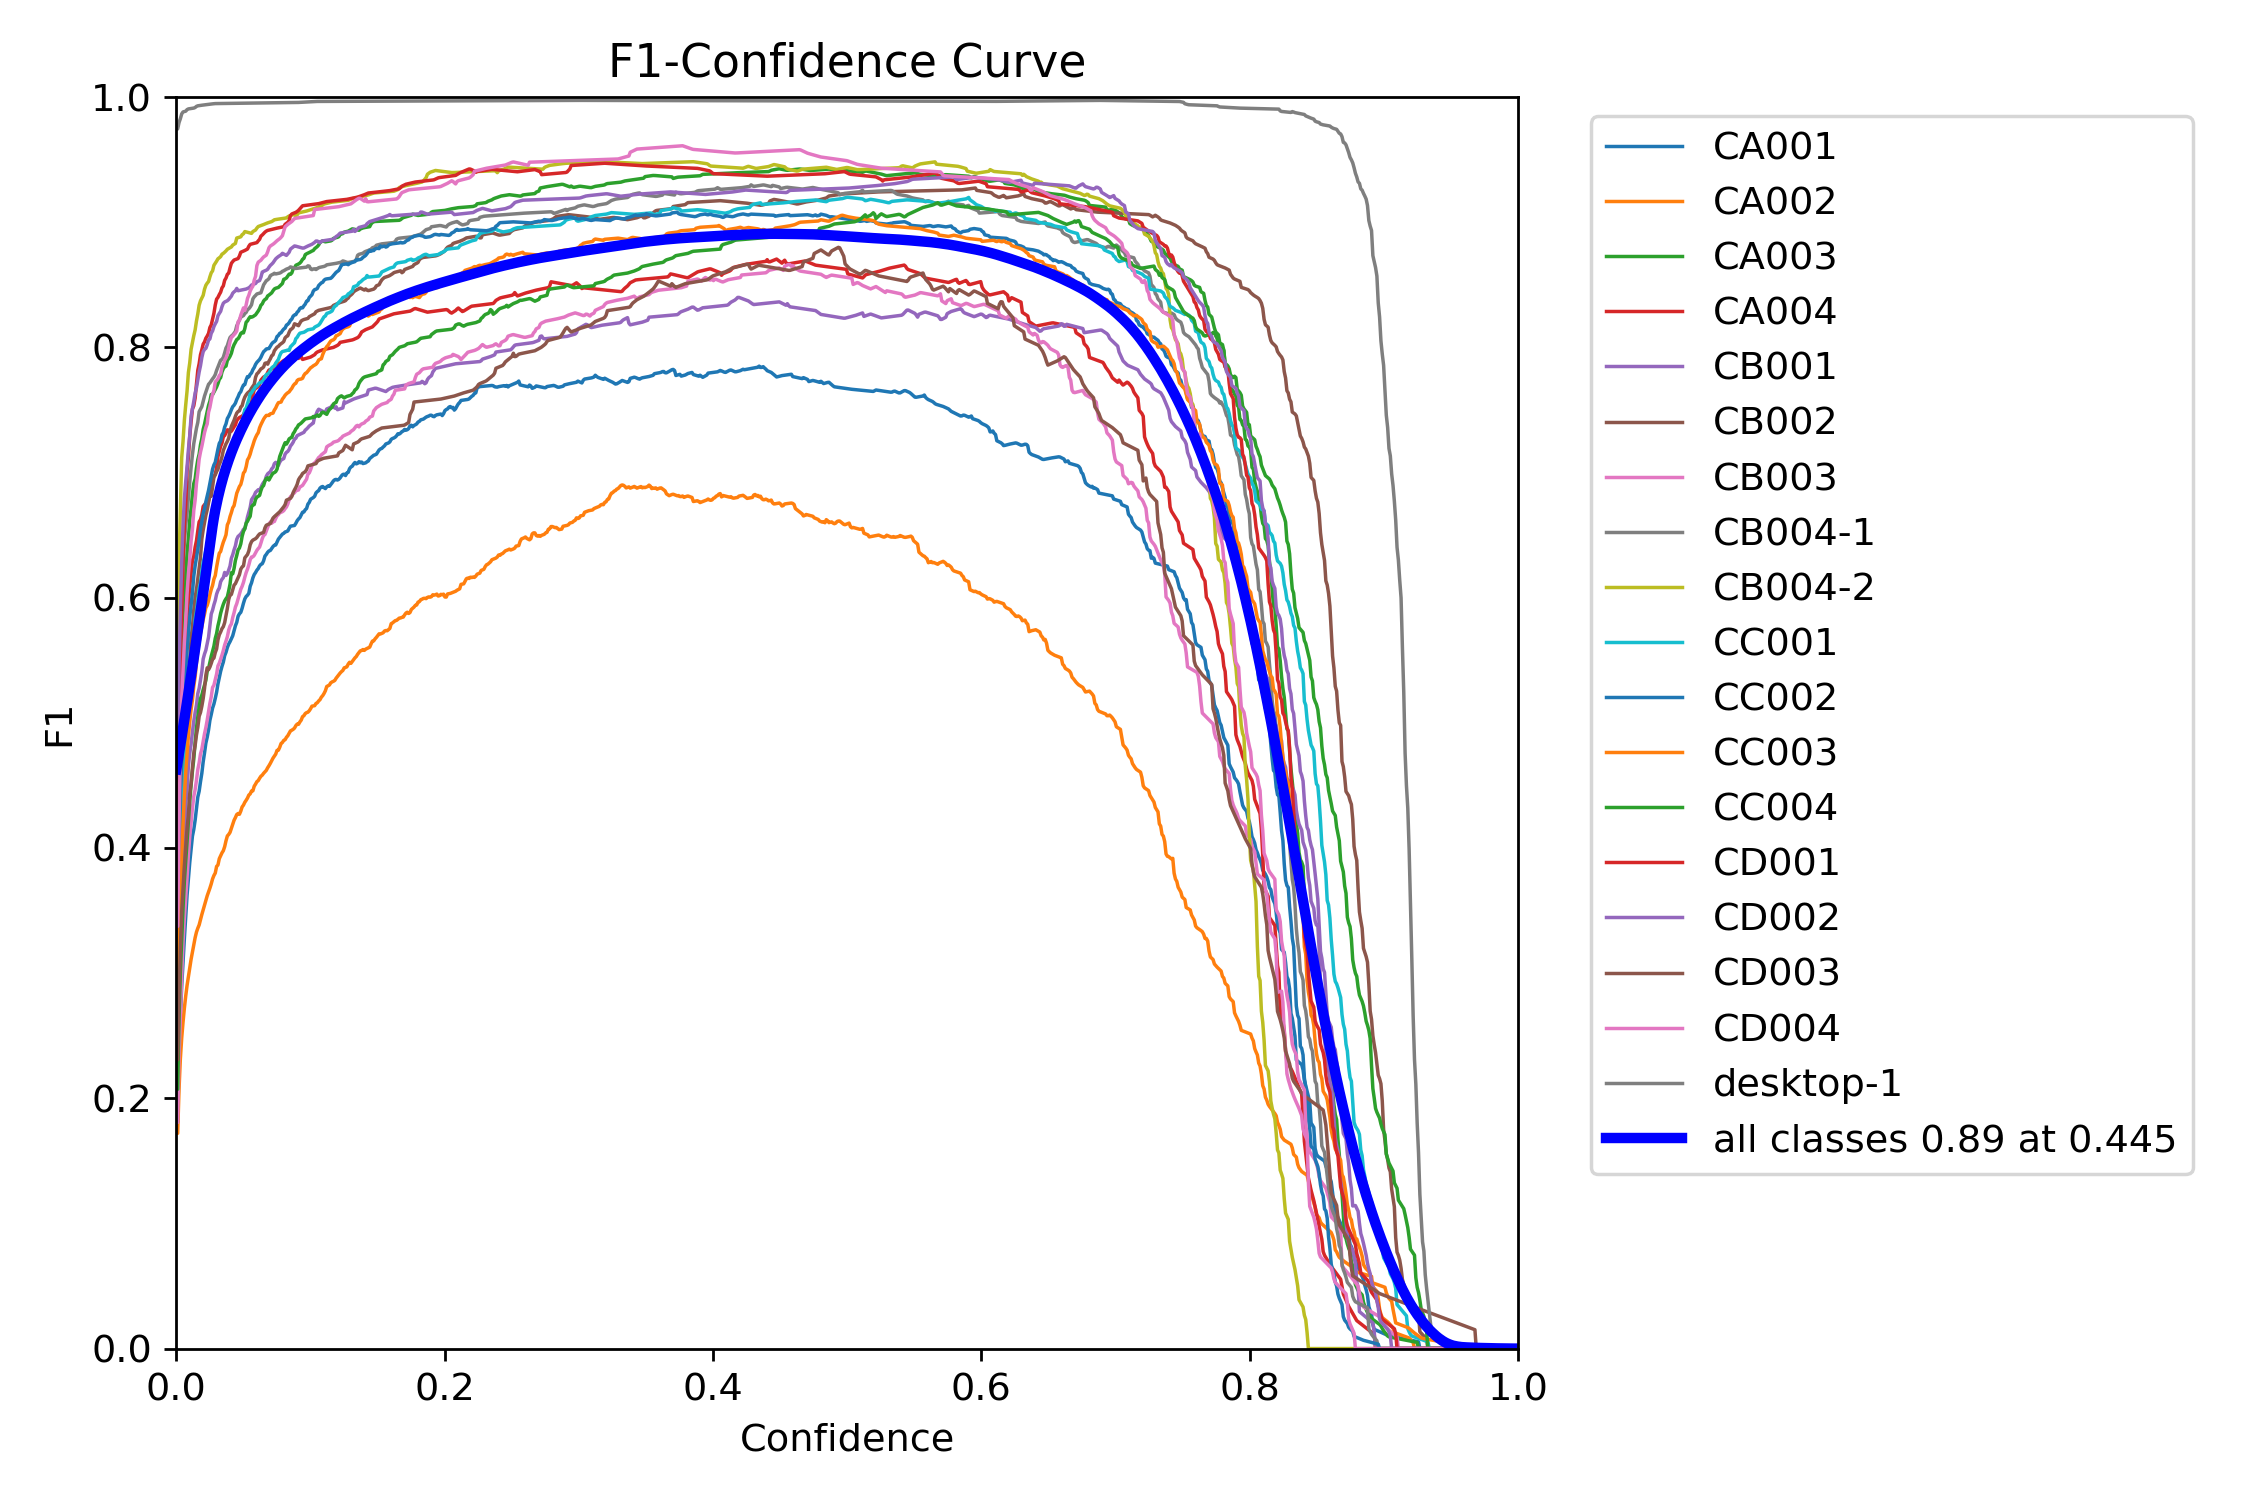 F1-Confidence Curve
1.0
0.8
0.6
0.4
0.2
0.0
F1
0.0 0.2 0.4 0.6 0.8 1.0
Confidence
CA001
CA002
CA003
CA004
CB001
CB002
CB003
CB004-1
CB004-2
CC001
CC002
CC003
CC004
CD001
CD002
CD003
CD004
desktop-1
all classes 0.89 at 0.445